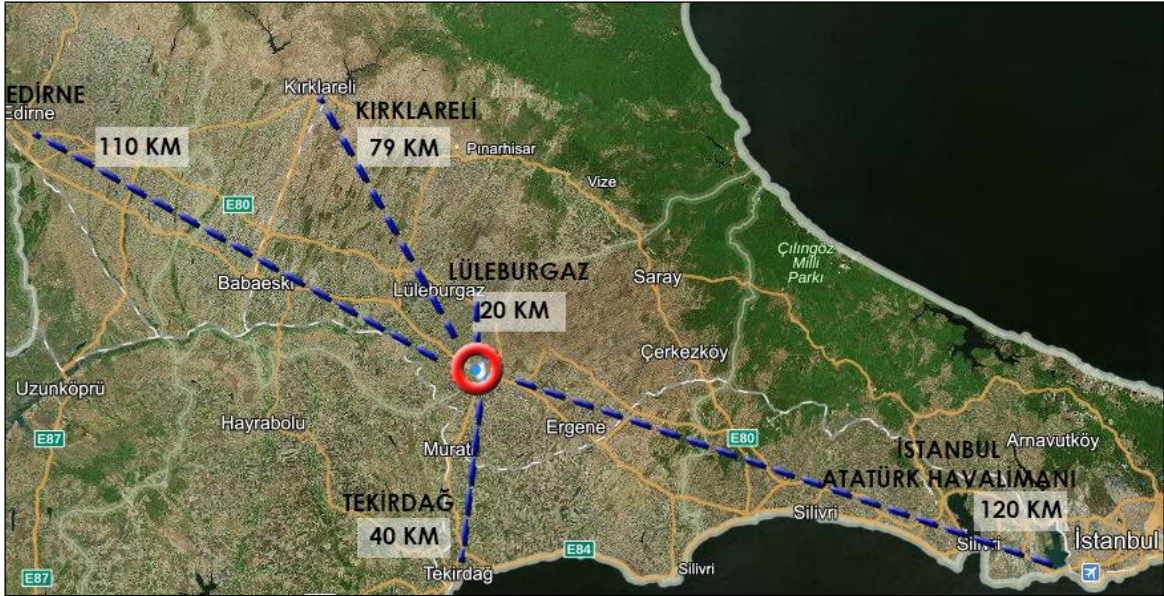 EDİRNE
Edirne
110 KM
Kırklareli
KIRKLARELİ
79 KM
Pınarhisar
Vize
E80
Çılıngöz
Milli
Parkı
LÜLEBURGAZ
20 KM
Babaeski
Lüleburgaz
Saray
Çerkezköy
Uzunköprü
Hayrabolu
E87
Muratl
Ergene
E80
TEKİRDAĞ
40 KM
Tekirdağ
E84
E87
Silivri
Silivri
Silivri
İSTANBUL
ATATÜRK HAVALİMANI
120 KM
Arnavutköy
İstanbul